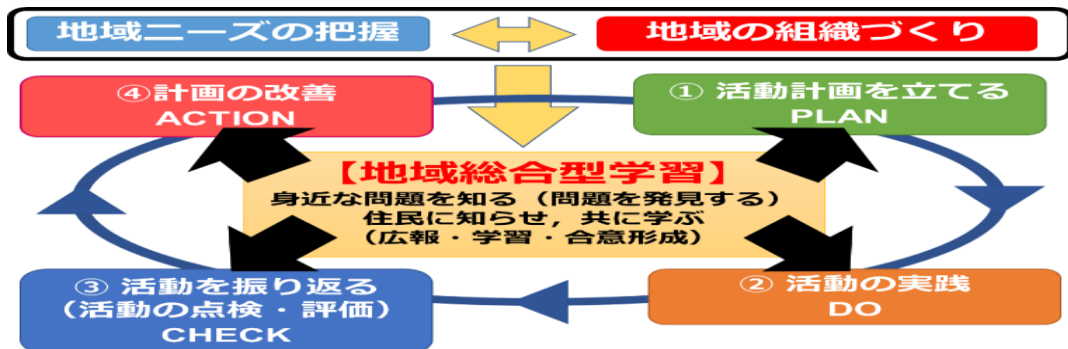 地域ニーズの把握
地域の組織づくり
④計画の改善
ACTION
① 活動計画を立てる
PLAN
【地域総合型学習】
身近な問題を知る（問題を発見する）
住民に知らせ，共に学ぶ
（広報・学習・合意形成）
③ 活動を振り返る
（活動の点検・評価）
CHECK
② 活動の実践
DO